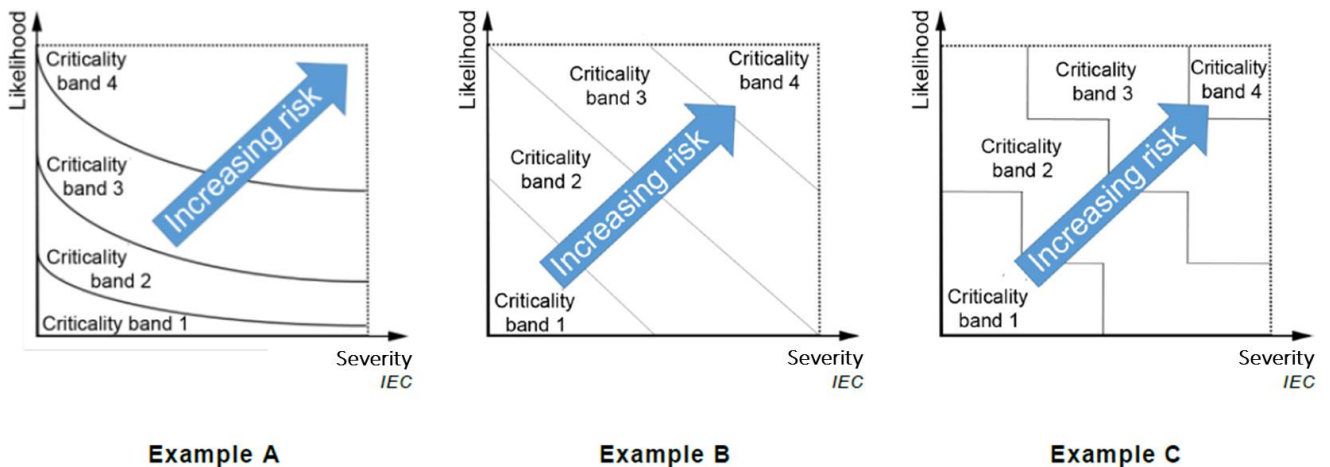 Likelihood
Criticality
band 4
Criticality
band 3
Criticality
band 2
Criticality band 1
Increasing risk
Severity
IEC
Example A
Likelihood
Criticality
band 4
Criticality
band 3
Criticality
band 2
Criticality
band 1
Increasing risk
Severity
IEC
Example B
Likelihood
Criticality
band 4
Criticality
band 3
Criticality
band 2
Criticality
band 1
Increasing risk
Severity
IEC
Example C